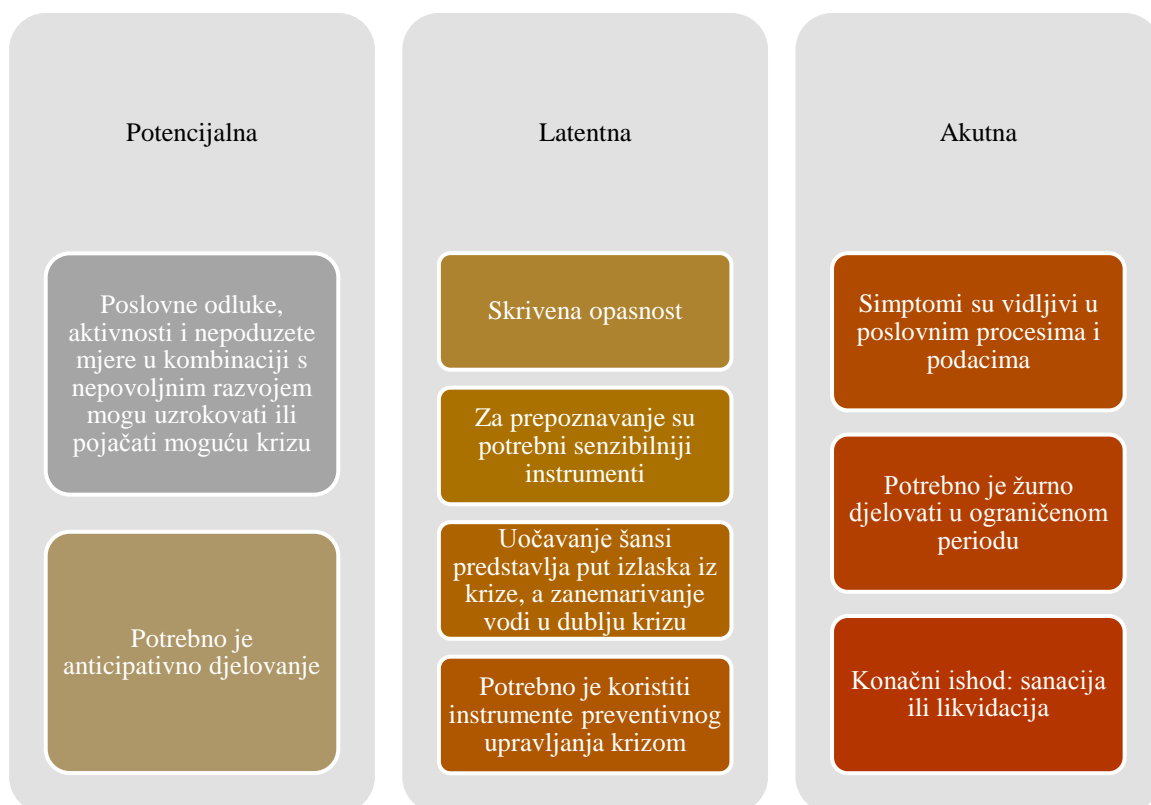 Potencijalna
Poslovne odluke,
aktivnosti i nepoduzete
mjere u kombinaciji s
nepovoljnim razvojem
mogu uzrokovati ili
pojačati moguću krizu
Potrebno je
anticipativno djelovanje
Latentna
Skrivena opasnost
Za prepoznavanje su
potrebni senzibilniji
instrumenti
Uočavanje šansi
predstavlja put izlaska iz
krize, a zanemarivanje
vodi u dublju krizu
Potrebno je koristiti
instrumente preventivnog
upravljanja krizom
Akutna
Simptomi su vidljivi u
poslovnim procesima i
podacima
Potrebno je žurno
djelovati u ograničenom
periodu
Konačni ishod: sanacija
ili likvidacija